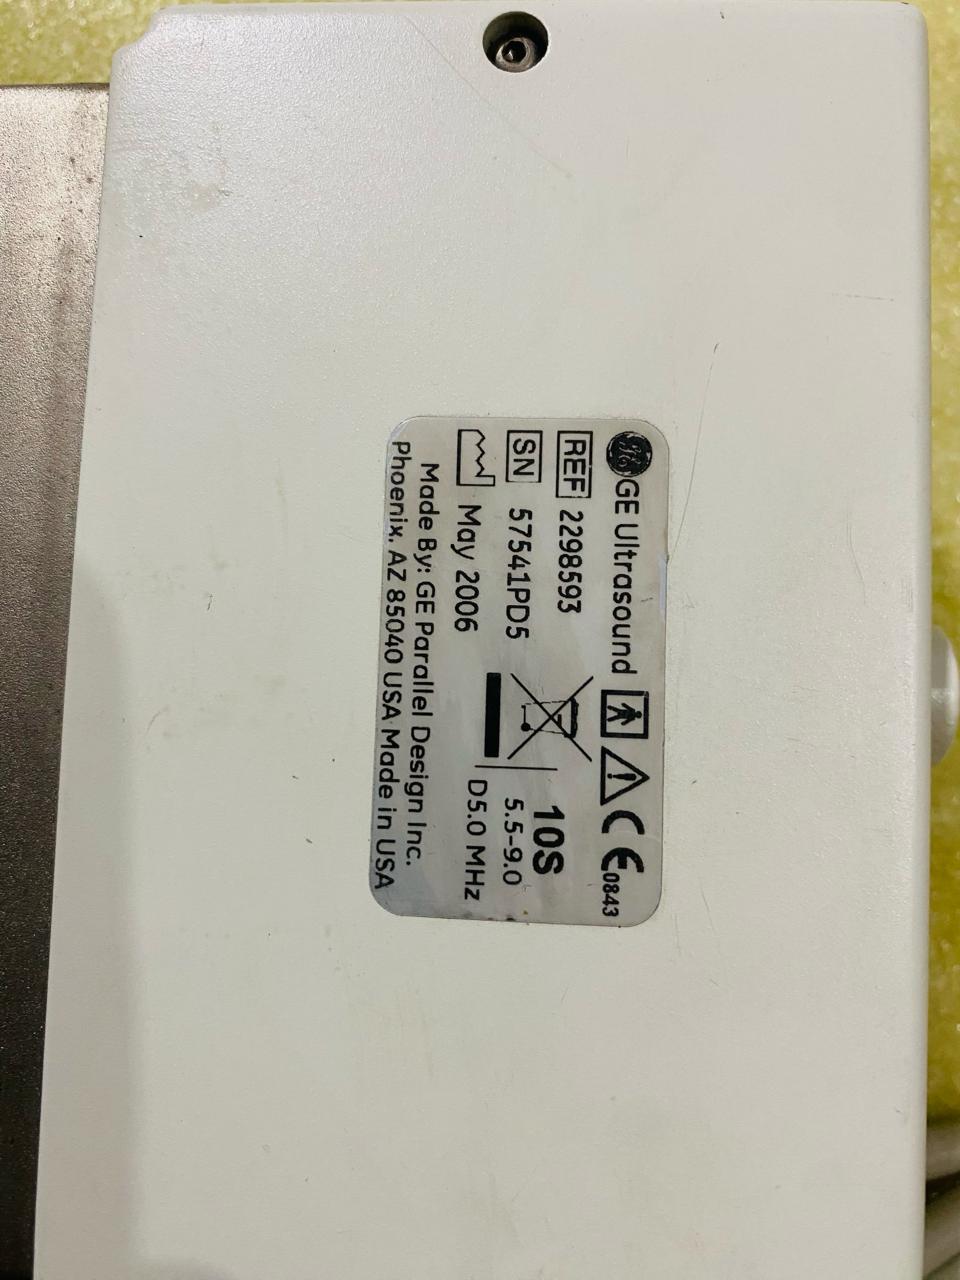 GE Ultrasound
REF 2298593
SN 57541PD5
May 2006
CE 0843
10S
5.5-9.0
D5.0 MHz
Made By: GE Parallel Design Inc.
Phoenix, AZ 85040 USA Made in USA